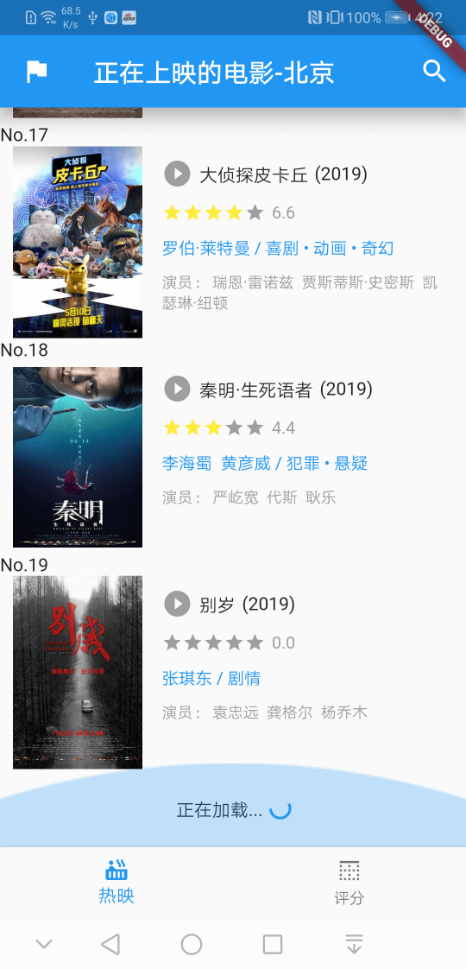 68.5
K/s
100%
4:22
DEBUG
正在上映的电影-北京
No.17
大侦探
皮卡丘
5月10日
大侦探皮卡丘 (2019)
6.6
罗伯·莱特曼 / 喜剧 • 动画 • 奇幻
演员： 瑞恩·雷诺兹 贾斯蒂斯·史密斯 凯
瑟琳·纽顿
No.18
秦明
生死语者
秦明·生死语者 (2019)
4.4
李海蜀 黄彦威 / 犯罪 • 悬疑
演员： 严屹宽 代斯 耿乐
No.19
别岁
别岁 (2019)
0.0
张琪东 / 剧情
演员： 袁忠远 龚格尔 杨乔木
正在加载...
热映
评分